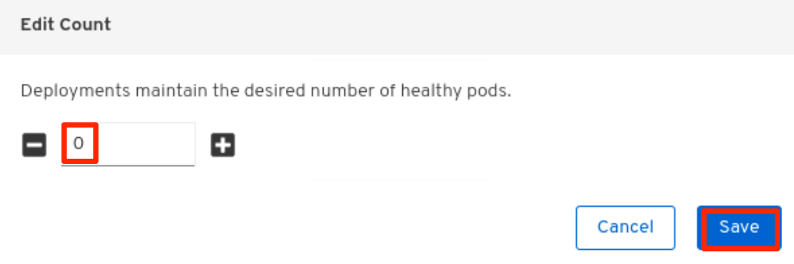 Edit Count
Deployments maintain the desired number of healthy pods.
0
Cancel Save